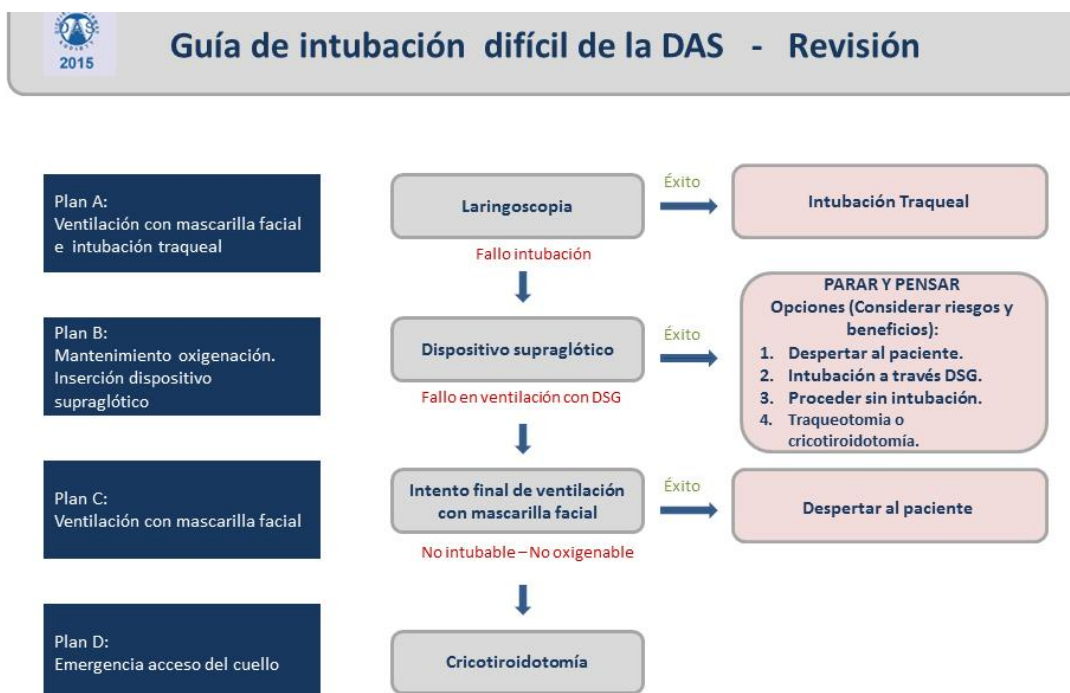 DAS
SOCIETY
2015
Guía de intubación difícil de la DAS - Revisión
Plan A:
Ventilación con mascarilla facial
e intubación traqueal
Laringoscopia
Éxito
Intubación Traqueal
Fallo intubación
Plan B:
Mantenimiento oxigenación.
Inserción dispositivo
supraglótico
Dispositivo supraglótico
Éxito
PARAR Y PENSAR
Opciones (Considerar riesgos y
beneficios):
1. Despertar al paciente.
2. Intubación a través DSG.
3. Proceder sin intubación.
4. Traqueotomia o
cricotiroidotomía.
Fallo en ventilación con DSG
Plan C:
Ventilación con mascarilla facial
Intento final de ventilación
con mascarilla facial
Éxito
Despertar al paciente
No intubable – No oxigenable
Plan D:
Emergencia acceso del cuello
Cricotiroidotomía